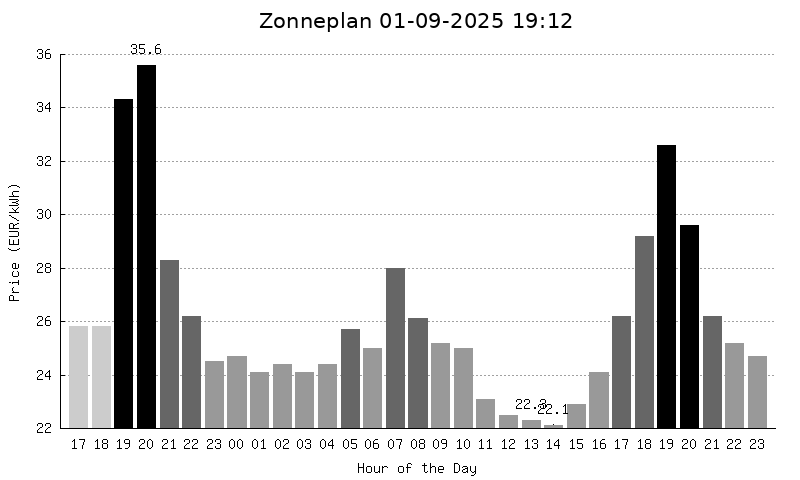 Zonneplan 01-09-2025 19:12
35.6
36
34
32
30
28
26
24
22
Price (EUR/kWh)
22.3
22.1
17 18 19 20 21 22 23 00 01 02 03 04 05 06 07 08 09 10 11 12 13 14 15 16 17 18 19 20 21 22 23
Hour of the Day